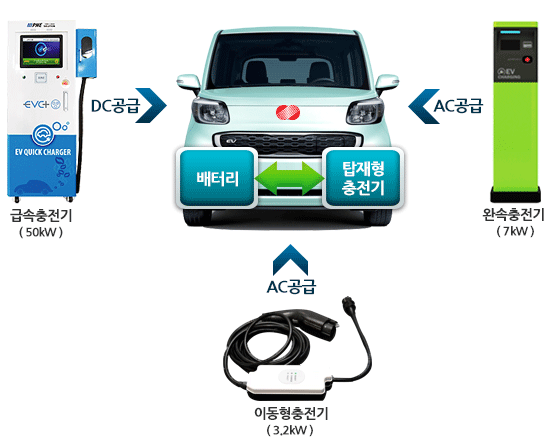 PNE
EVC
EV QUICK CHARGER
급속충전기
( 50kW )
DC공급
EV
배터리
탑재형
충전기
AC공급
EV
CHARGING
완속충전기
( 7kW )
AC공급
이동형충전기
( 3,2kW )